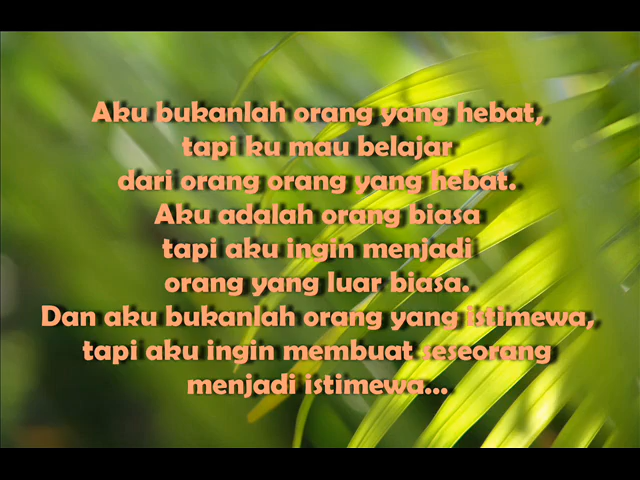 Aku bukanlah orang yang hebat,
tapi ku mau belajar
dari orang orang yang hebat.
Aku adalah orang biasa
tapi aku ingin menjadi
orang yang luar biasa.
Dan aku bukanlah orang yang istimewa,
tapi aku ingin membuat seseorang
menjadi istimewa...